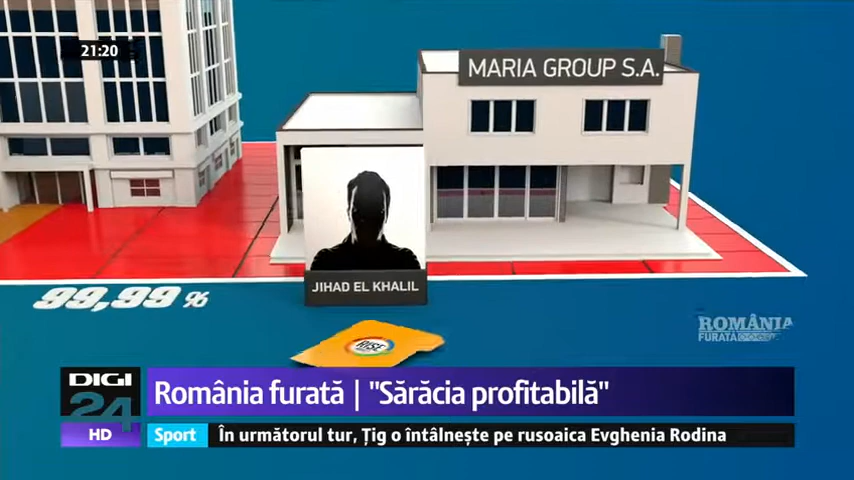 21:20
MARIA GROUP S.A.
JIHAD EL KHALIL
99,99 %
RISE
ROMÂNIA
FURATĂ
DIGI
24
HD
România furată | "Sărăcia profitabilă"
Sport
În următorul tur, Țig o întâlnește pe rusoaica Evghenia Rodina